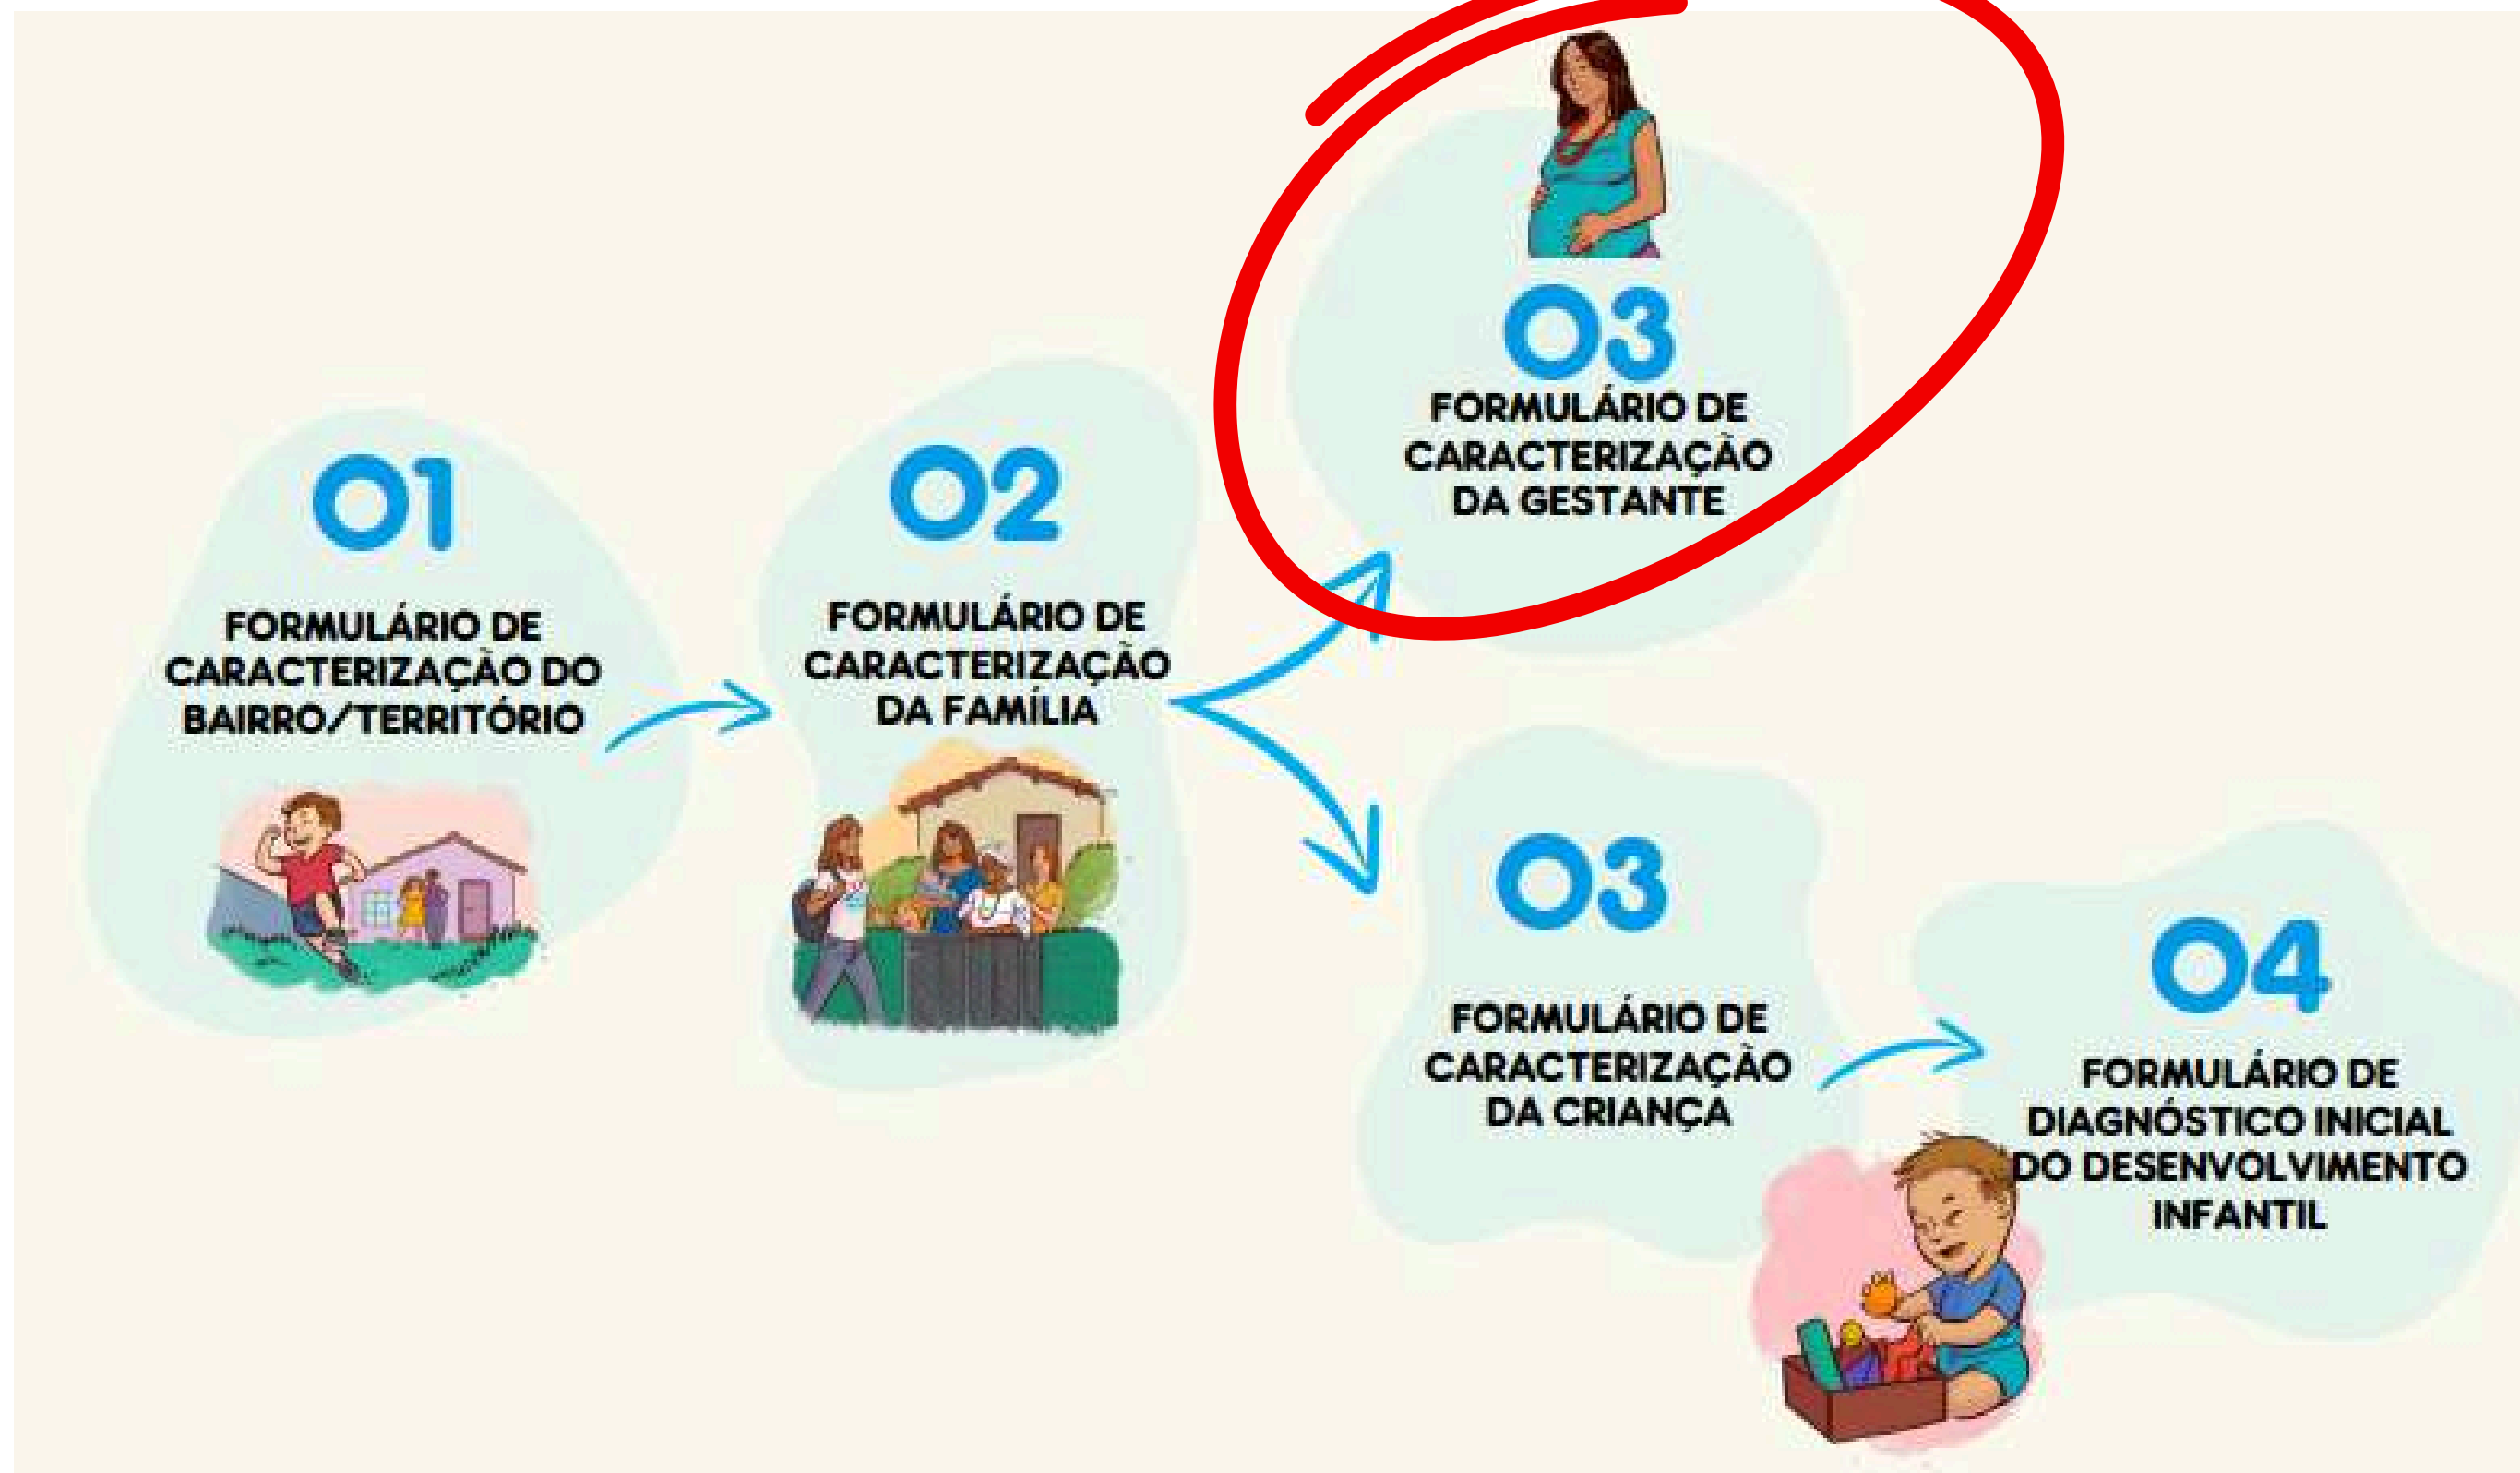 01
FORMULÁRIO DE
CARACTERIZAÇÃO DO
BAIRRO/TERRITÓRIO
02
FORMULÁRIO DE
CARACTERIZAÇÃO
DA FAMÍLIA
03
FORMULÁRIO DE
CARACTERIZAÇÃO
DA GESTANTE
03
FORMULÁRIO DE
CARACTERIZAÇÃO
DA CRIANÇA
04
FORMULÁRIO DE
DIAGNÓSTICO INICIAL
DO DESENVOLVIMENTO
INFANTIL